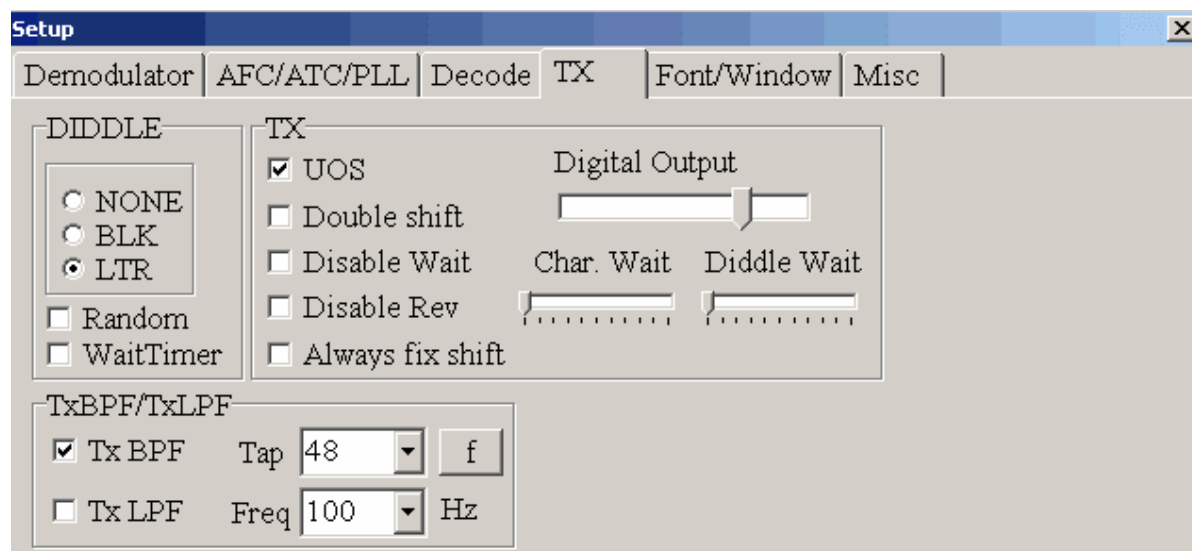 Setup
Demodulator AFC/ATC/PLL Decode TX Font/Window Misc
DIDDLE
NONE
BLK
LTR
Random
WaitTimer
TX
UOS
Double shift
Disable Wait
Disable Rev
Always fix shift
Digital Output
Char. Wait Diddle Wait
TxBPF/TxLPF
Tx BPF Tap 48 f
Tx LPF Freq 100 Hz